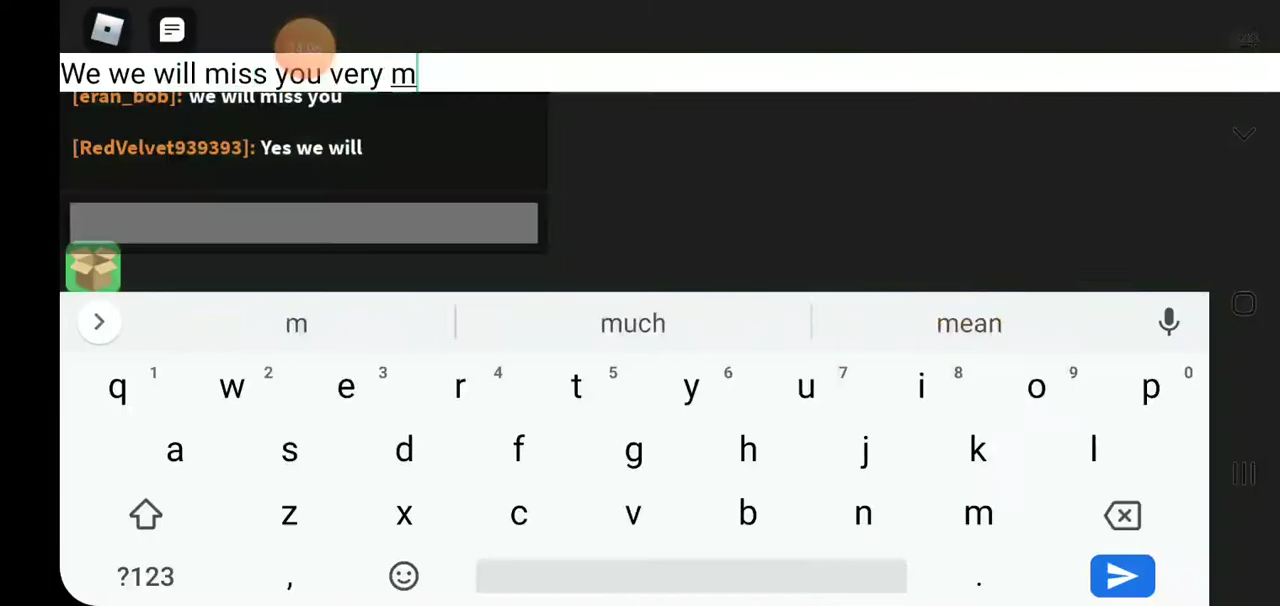 We we will miss you very m
[eran_bob]: we will miss you
[RedVelvet939393]: Yes we will
m much mean
q 1 w 2 e 3 r 4 t 5 y 6 u 7 i 8 o 9 p 0
a s d f g h j k l
z x c v b n m
?123 , .